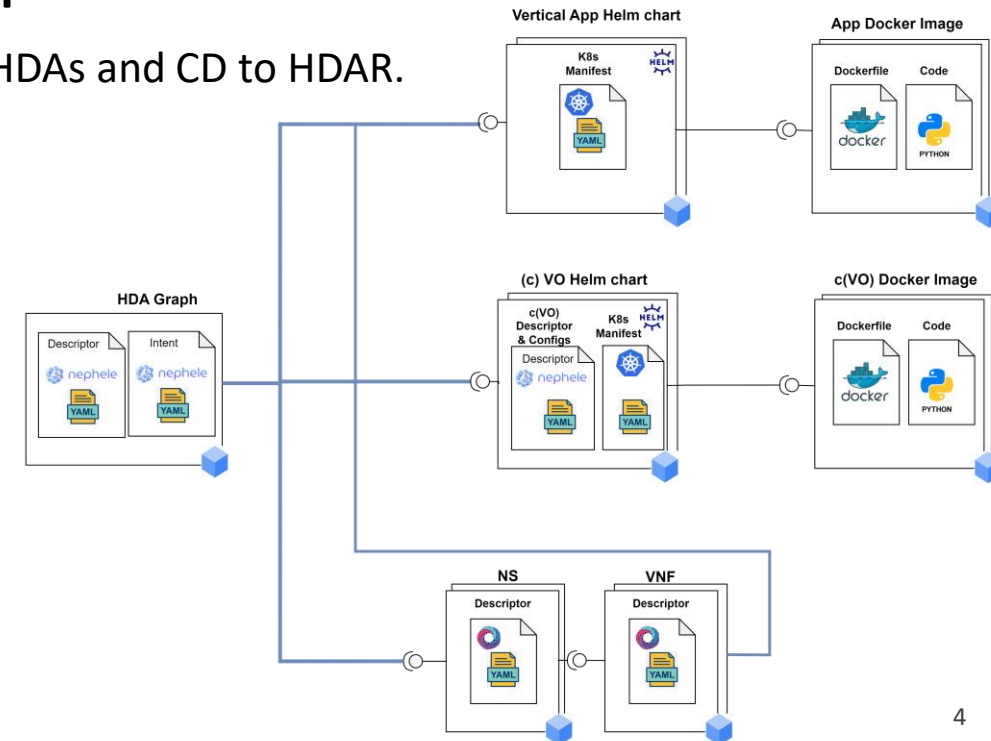 HDAs and CD to HDAR.
Vertical App Helm chart
K8s
Manifest
HELM
YAML
App Docker Image
Dockerfile
Code
docker
PYTHON
HDA Graph
Descriptor
nephele
YAML
Intent
nephele
YAML
(c) VO Helm chart
c(VO)
Descriptor
& Configs
Descriptor
nephele
YAML
K8s
Manifest
HELM
YAML
c(VO) Docker Image
Dockerfile
Code
docker
PYTHON
NS
Descriptor
YAML
VNF
Descriptor
YAML
4